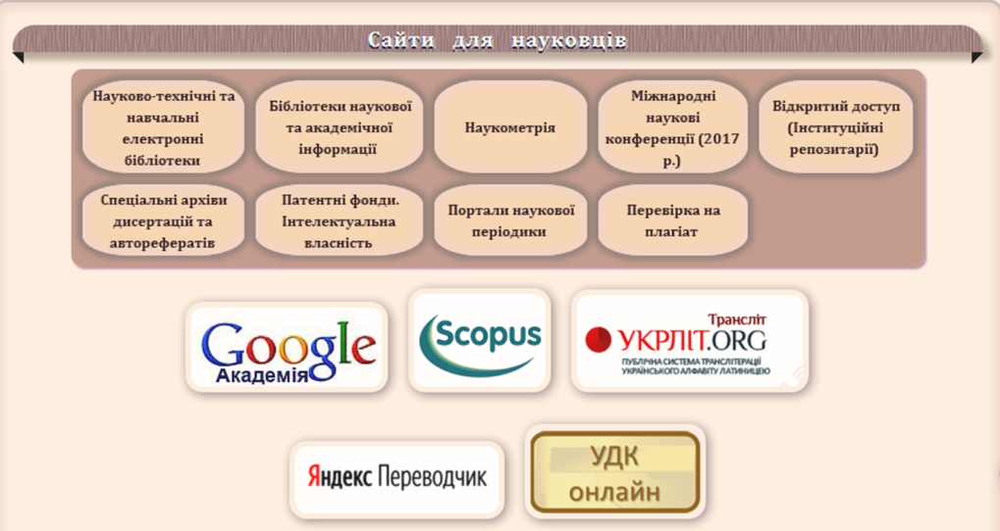 Сайти для науковців
Науково-технічні та
навчальні
електронні
бібліотеки
Бібліотеки наукової
та академічної
інформації
Наукометрія
Міжнародні
наукові
конференції (2017
р.)
Відкритий доступ
(Інституційні
репозитарії)
Спеціальні архіви
дисертацій та
авторефератів
Патентні фонди.
Інтелектуальна
власність
Портали наукової
періодики
Перевірка на
плагіат
Google
Академія
Scopus
Трансліт
УКРЛІТ.ORG
ПУБЛІЧНА СИСТЕМА ТРАНСЛІТЕРАЦІЇ
УКРАЇНСЬКОГО АЛФАВІТУ ЛАТИНИЦЕЮ
Яндекс Переводчик
УДК
онлайн